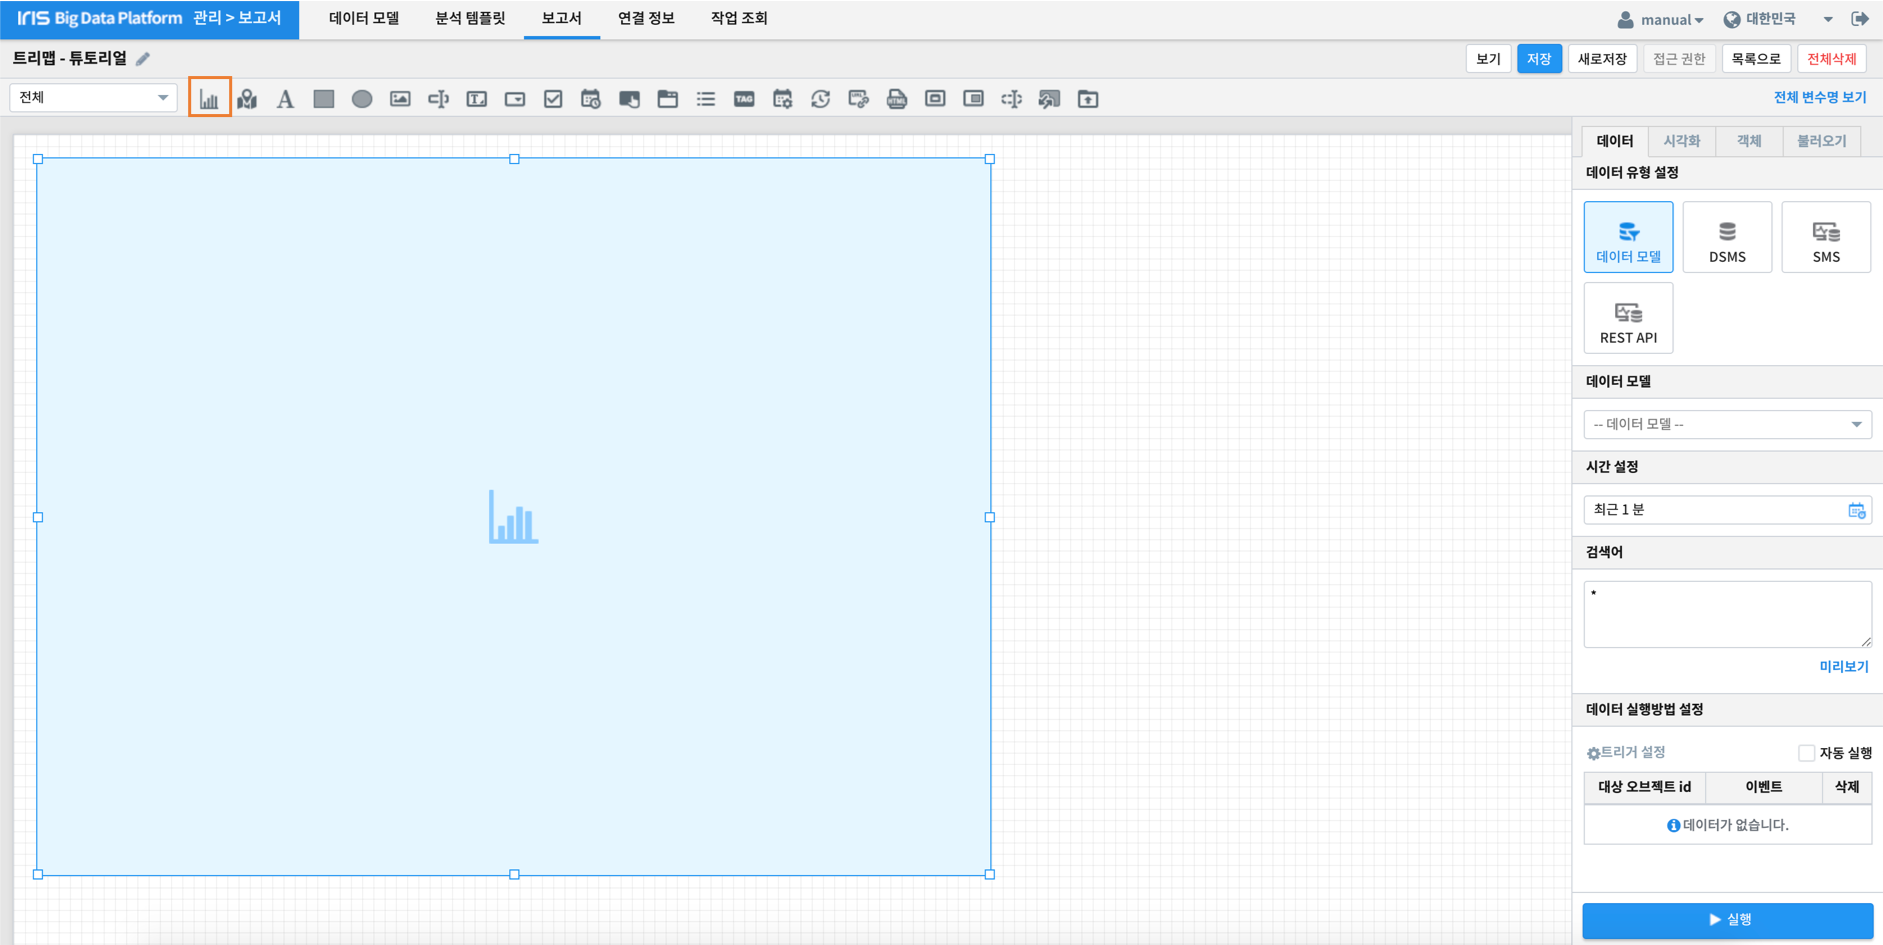 IRIS Big Data Platform 관리 > 보고서 데이터 모델 분석 템플릿 보고서 연결 정보 작업 조회 manual 대한민국
트리맵 - 튜토리얼 보기 저장 새로저장 접근 권한 목록으로 전체삭제
전체 A T TAG HTML 전체 변수명 보기
데이터 시각화 객체 불러오기
데이터 유형 설정
데이터 모델 DSMS SMS
REST API
데이터 모델
-- 데이터 모델 --
시간 설정
최근 1 분
검색어
*
미리보기
데이터 실행방법 설정
트리거 설정 자동 실행
대상 오브젝트 id 이벤트 삭제
데이터가 없습니다.
실행